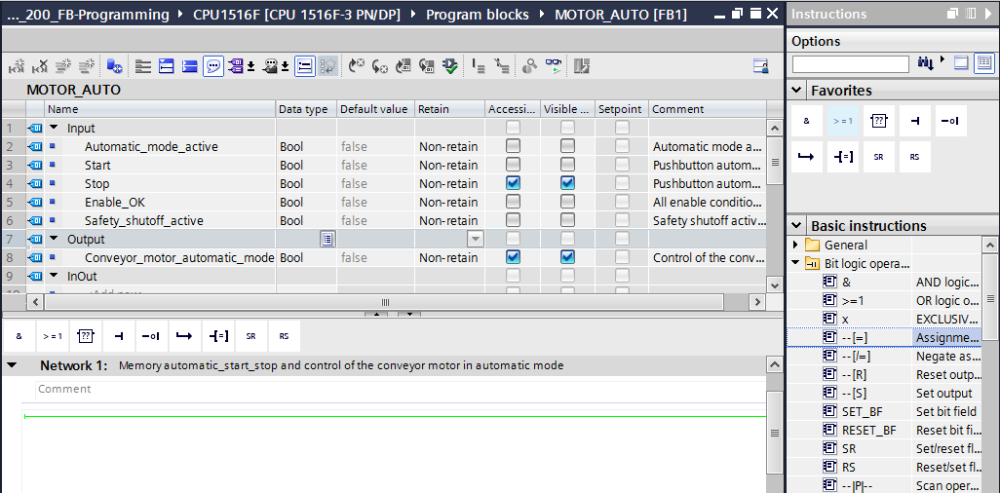 ..._200_FB-Programming ▸ CPU1516F [CPU 1516F-3 PN/DP] ▸ Program blocks ▸ MOTOR_AUTO [FB1]
MOTOR_AUTO
Name Data type Default value Retain Accessi... Visible ... Setpoint Comment
1 Input
2 Automatic_mode_active Bool false Non-retain Automatic mode a...
3 Start Bool false Non-retain Pushbutton autom...
4 Stop Bool false Non-retain Pushbutton autom...
5 Enable_OK Bool false Non-retain All enable conditio...
6 Safety_shutoff_active Bool false Non-retain Safety shutoff activ...
7 Output
8 Conveyor_motor_automatic_mode Bool false Non-retain Control of the conv...
9 InOut
& >=1 ?? -| -o| ↦ -[=] SR RS
Network 1: Memory automatic_start_stop and control of the conveyor motor in automatic mode
Comment
Instructions
Options
Favorites
& >=1 ?? -| -o|
↦ -[=] SR RS
Basic instructions
General
Bit logic opera...
& AND logic...
>=1 OR logic o...
x EXCLUSIV...
--[=] Assignme...
--[/=] Negate as...
--[R] Reset outp...
--[S] Set output
SET_BF Set bit field
RESET_BF Reset bit fi...
SR Set/reset fl...
RS Reset/set fl...
--|P|-- Scan oper...